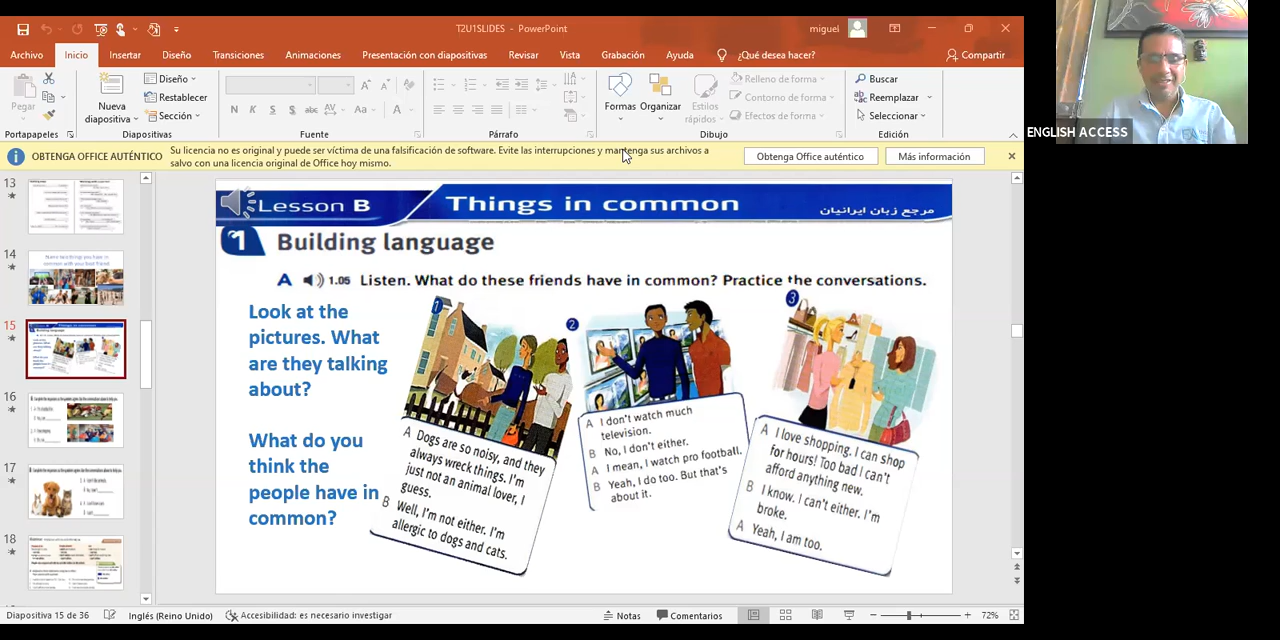 T2U1SLIDES - PowerPoint
miguel
Archivo Inicio Insertar Diseño Transiciones Animaciones Presentación con diapositivas Revisar Vista Grabación Ayuda ¿Qué desea hacer? Compartir
Pegar
Nueva diapositiva
Diseño
Restablecer
Sección
N K S S abc AV Aa A
Formas Organizar Estilos rápidos
Relleno de forma
Contorno de forma
Efectos de forma
Buscar
Reemplazar
Seleccionar
Portapapeles Diapositivas Fuente Párrafo Dibujo Edición
ENGLISH ACCESS
OBTENGA OFFICE AUTÉNTICO
Su licencia no es original y puede ser víctima de una falsificación de software. Evite las interrupciones y mantenga sus archivos a
salvo con una licencia original de Office hoy mismo.
Obtenga Office auténtico
Más información
13
14
15
16
17
18
Lesson B Things in common
مرجع زبان ایرانیان
1 Building language
A 1.05 Listen. What do these friends have in common? Practice the conversations.
Look at the
pictures. What
are they talking
about?
What do you
think the
people have in
common?
1
A Dogs are so noisy, and they
always wreck things. I'm
just not an animal lover, I
guess.
B Well, I'm not either. I'm
allergic to dogs and cats.
2
A I don't watch much
television.
B No, I don't either.
A I mean, I watch pro football.
B Yeah, I do too. But that's
about it.
3
A I love shopping. I can shop
for hours! Too bad I can't
afford anything new.
B I know. I can't either. I'm
broke.
A Yeah, I am too.
Diapositiva 15 de 36
Inglés (Reino Unido)
Accesibilidad: es necesario investigar
Notas
Comentarios
72%